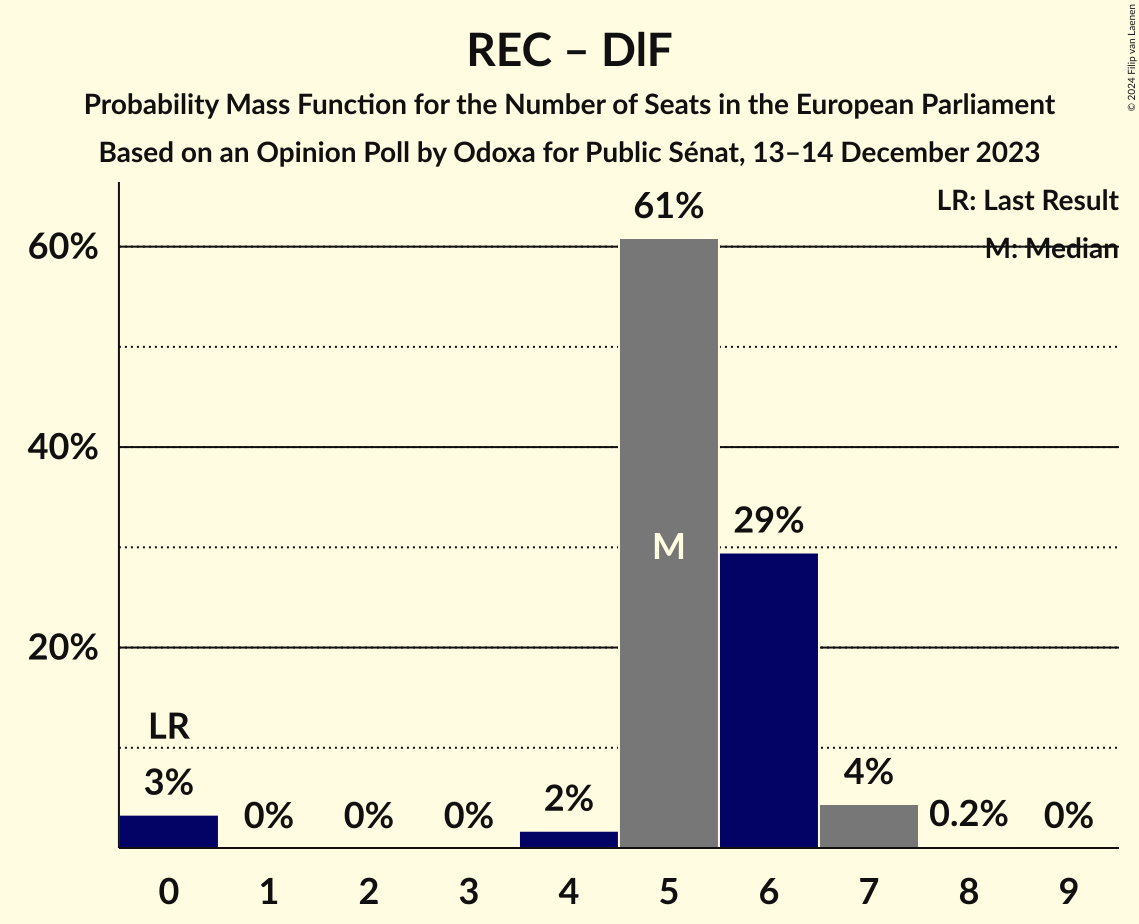 REC – DlF
Probability Mass Function for the Number of Seats in the European Parliament
Based on an Opinion Poll by Odoxa for Public Sénat, 13–14 December 2023
© 2024 Filip van Laenen
LR: Last Result
M: Median
60%
40%
20%
61%
29%
M
LR
3%
0%
0%
0%
2%
4%
0.2%
0%
0 1 2 3 4 5 6 7 8 9